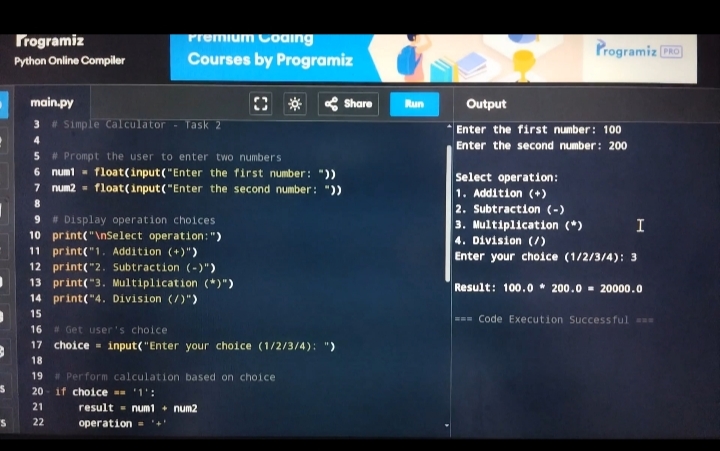 Programiz
Python Online Compiler
Premium Coding
Courses by Programiz
Programiz PRO
main.py
Share
Run
Output
3 # Simple Calculator - Task 2
4
5 # Prompt the user to enter two numbers
6 num1 = float(input("Enter the first number: "))
7 num2 = float(input("Enter the second number: "))
8
9 # Display operation choices
10 print("\nSelect operation:")
11 print("1. Addition (+)")
12 print("2. Subtraction (-)")
13 print("3. Multiplication (*)")
14 print("4. Division (/)")
15
16 # Get user's choice
17 choice = input("Enter your choice (1/2/3/4): ")
18
19 # Perform calculation based on choice
20 if choice == '1':
21 result = num1 + num2
22 operation = '+'
Enter the first number: 100
Enter the second number: 200
Select operation:
1. Addition (+)
2. Subtraction (-)
3. Multiplication (*)
4. Division (/)
Enter your choice (1/2/3/4): 3
Result: 100.0 * 200.0 = 20000.0
=== Code Execution Successful ===